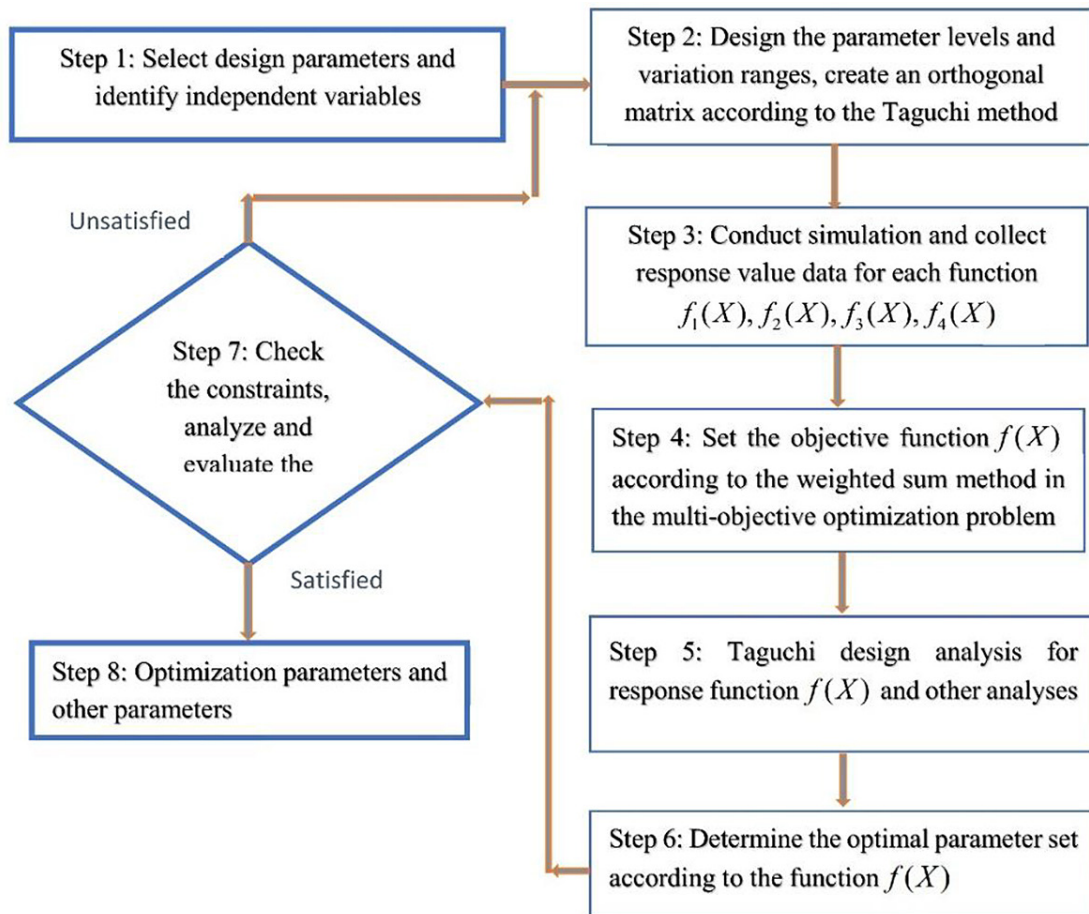 Step 1: Select design parameters and
identify independent variables
Step 2: Design the parameter levels and
variation ranges, create an orthogonal
matrix according to the Taguchi method
Step 3: Conduct simulation and collect
response value data for each function
f₁(X), f₂(X), f₃(X), f₄(X)
Step 4: Set the objective function f(X)
according to the weighted sum method in
the multi-objective optimization problem
Step 5: Taguchi design analysis for
response function f(X) and other analyses
Step 6: Determine the optimal parameter set
according to the function f(X)
Unsatisfied
Step 7: Check
the constraints,
analyze and
evaluate the
Satisfied
Step 8: Optimization parameters and
other parameters